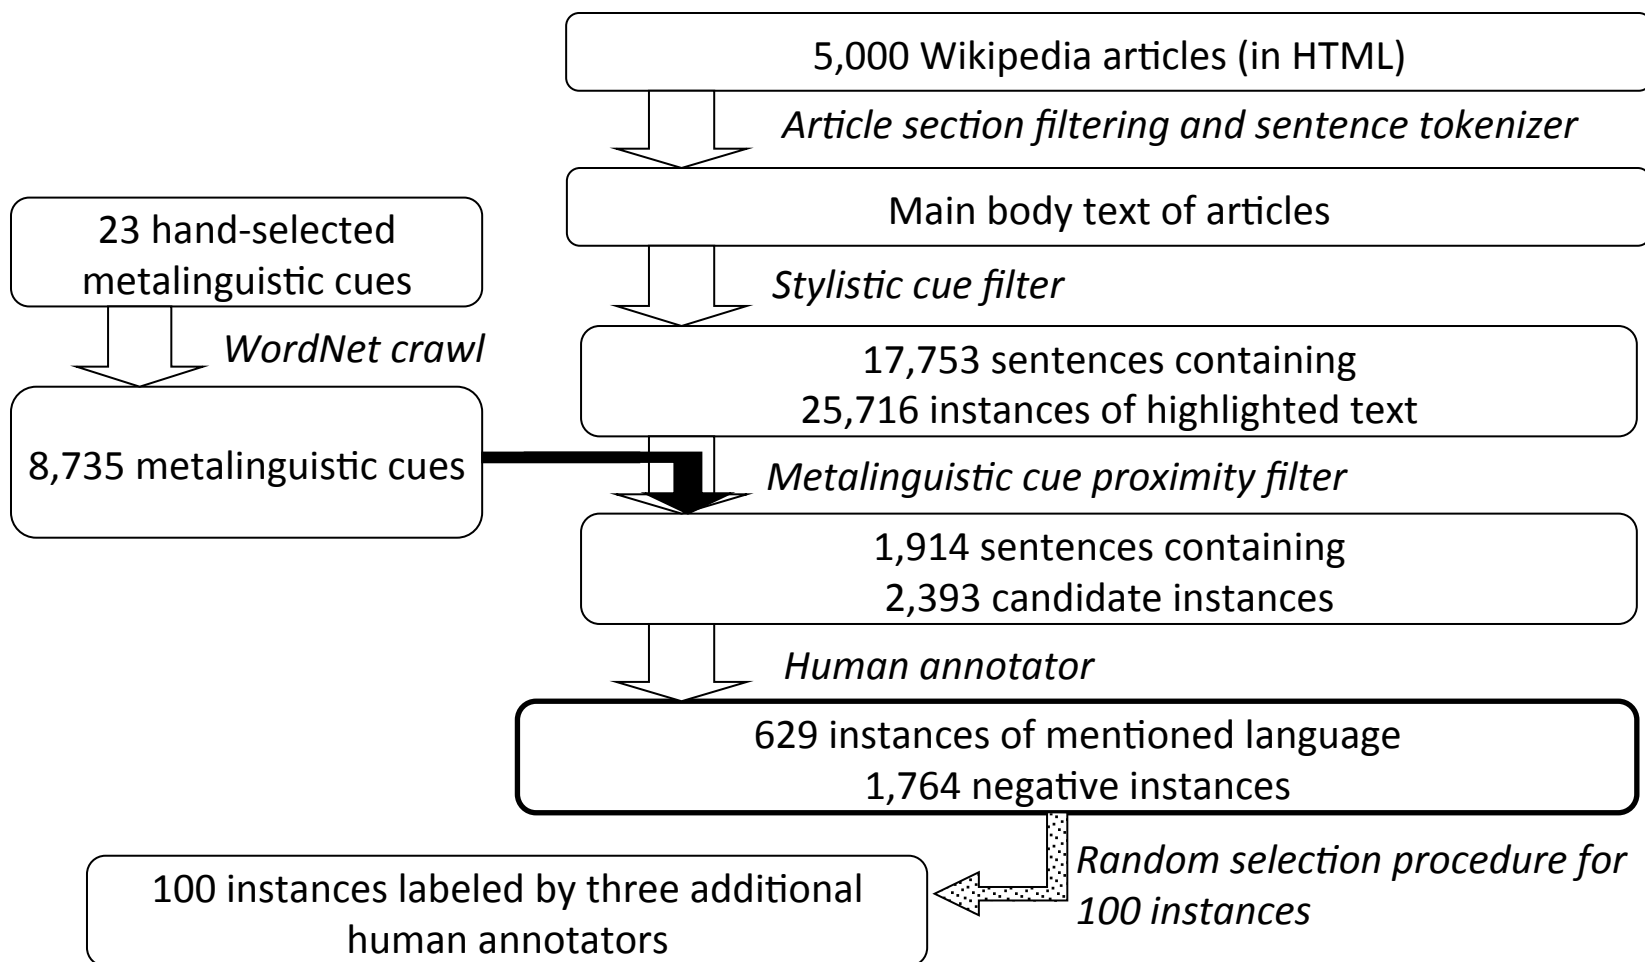 5,000 Wikipedia articles (in HTML)
Article section filtering and sentence tokenizer
Main body text of articles
23 hand-selected
metalinguistic cues
Stylistic cue filter
WordNet crawl
17,753 sentences containing
25,716 instances of highlighted text
8,735 metalinguistic cues
Metalinguistic cue proximity filter
1,914 sentences containing
2,393 candidate instances
Human annotator
629 instances of mentioned language
1,764 negative instances
Random selection procedure for
100 instances
100 instances labeled by three additional
human annotators